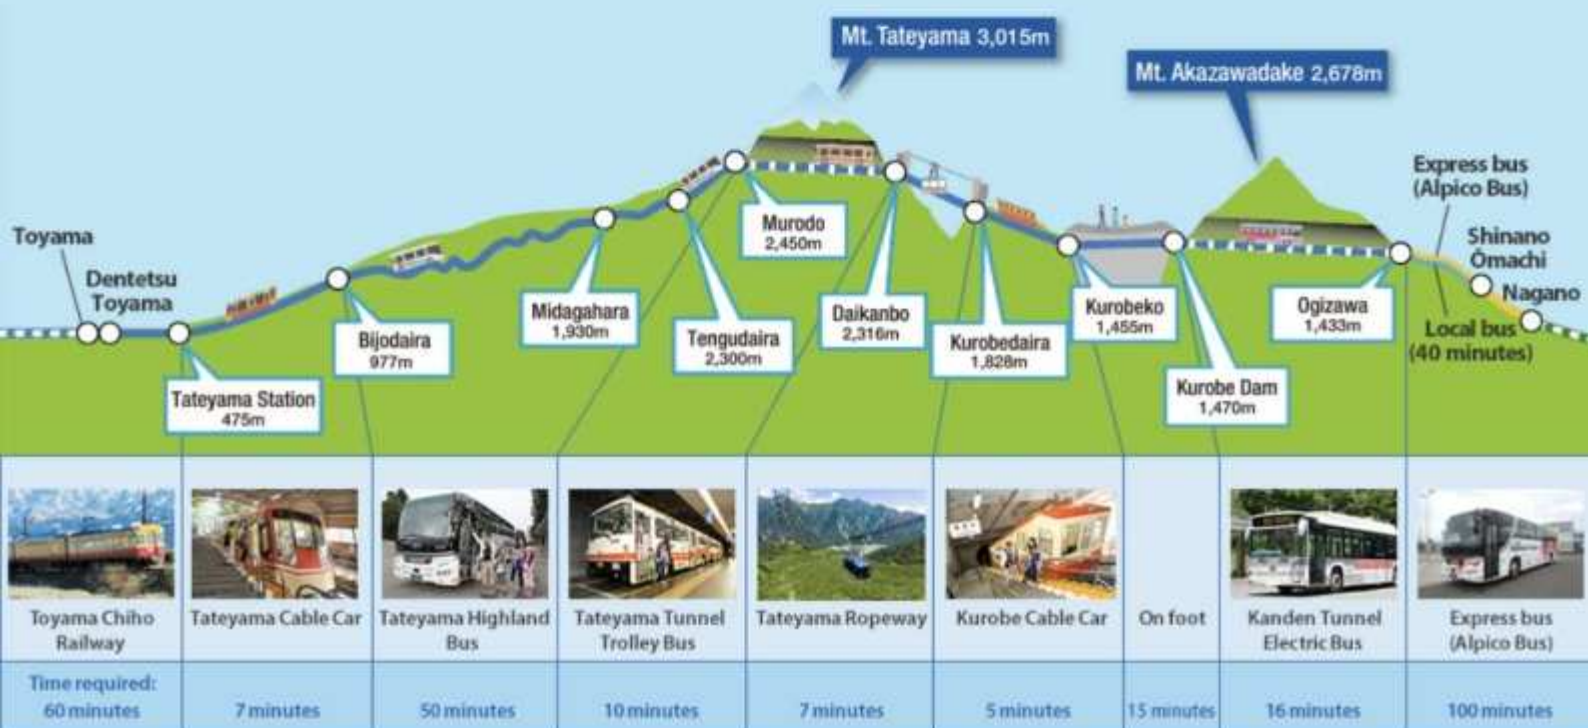 Mt. Tateyama 3,015m
Mt. Akazawadake 2,678m
Express bus
(Alpico Bus)
Toyama
Dentetsu
Toyama
Shinano
Ōmachi
Nagano
Local bus
(40 minutes)
Murodo
2,450m
Midagahara
1,930m
Tengudaira
2,300m
Daikanbo
2,316m
Kurobedaira
1,828m
Kurobeko
1,455m
Ogizawa
1,433m
Bijodaira
977m
Tateyama Station
475m
Kurobe Dam
1,470m
Toyama Chiho
Railway
Tateyama Cable Car
Tateyama Highland
Bus
Tateyama Tunnel
Trolley Bus
Tateyama Ropeway
Kurobe Cable Car
On foot
Kanden Tunnel
Electric Bus
Express bus
(Alpico Bus)
Time required:
60 minutes
7 minutes
50 minutes
10 minutes
7 minutes
5 minutes
15 minutes
16 minutes
100 minutes